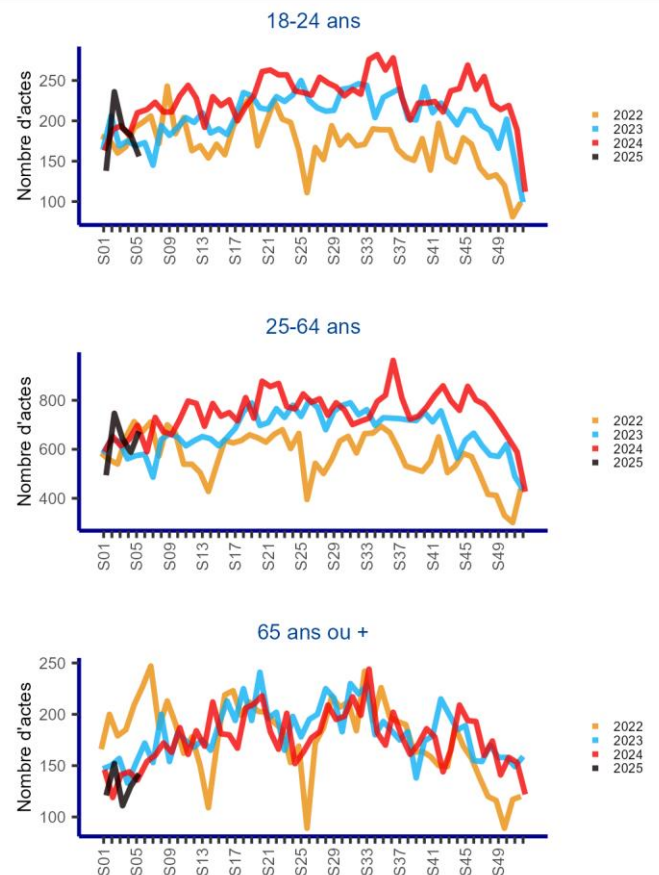 18-24 ans
Nombre d'actes
250
200
150
100
S01
S05
S09
S13
S17
S21
S25
S29
S33
S37
S41
S45
S49
2022
2023
2024
2025
25-64 ans
Nombre d'actes
800
600
400
S01
S05
S09
S13
S17
S21
S25
S29
S33
S37
S41
S45
S49
2022
2023
2024
2025
65 ans ou +
Nombre d'actes
250
200
150
100
S01
S05
S09
S13
S17
S21
S25
S29
S33
S37
S41
S45
S49
2022
2023
2024
2025